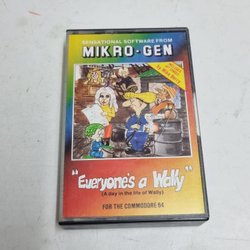 SENSATIONAL SOFTWARE FROM
MIKRO-GEN
"Everyone's a Wally"
(A day in the life of Wally)
FOR THE COMMODORE 64